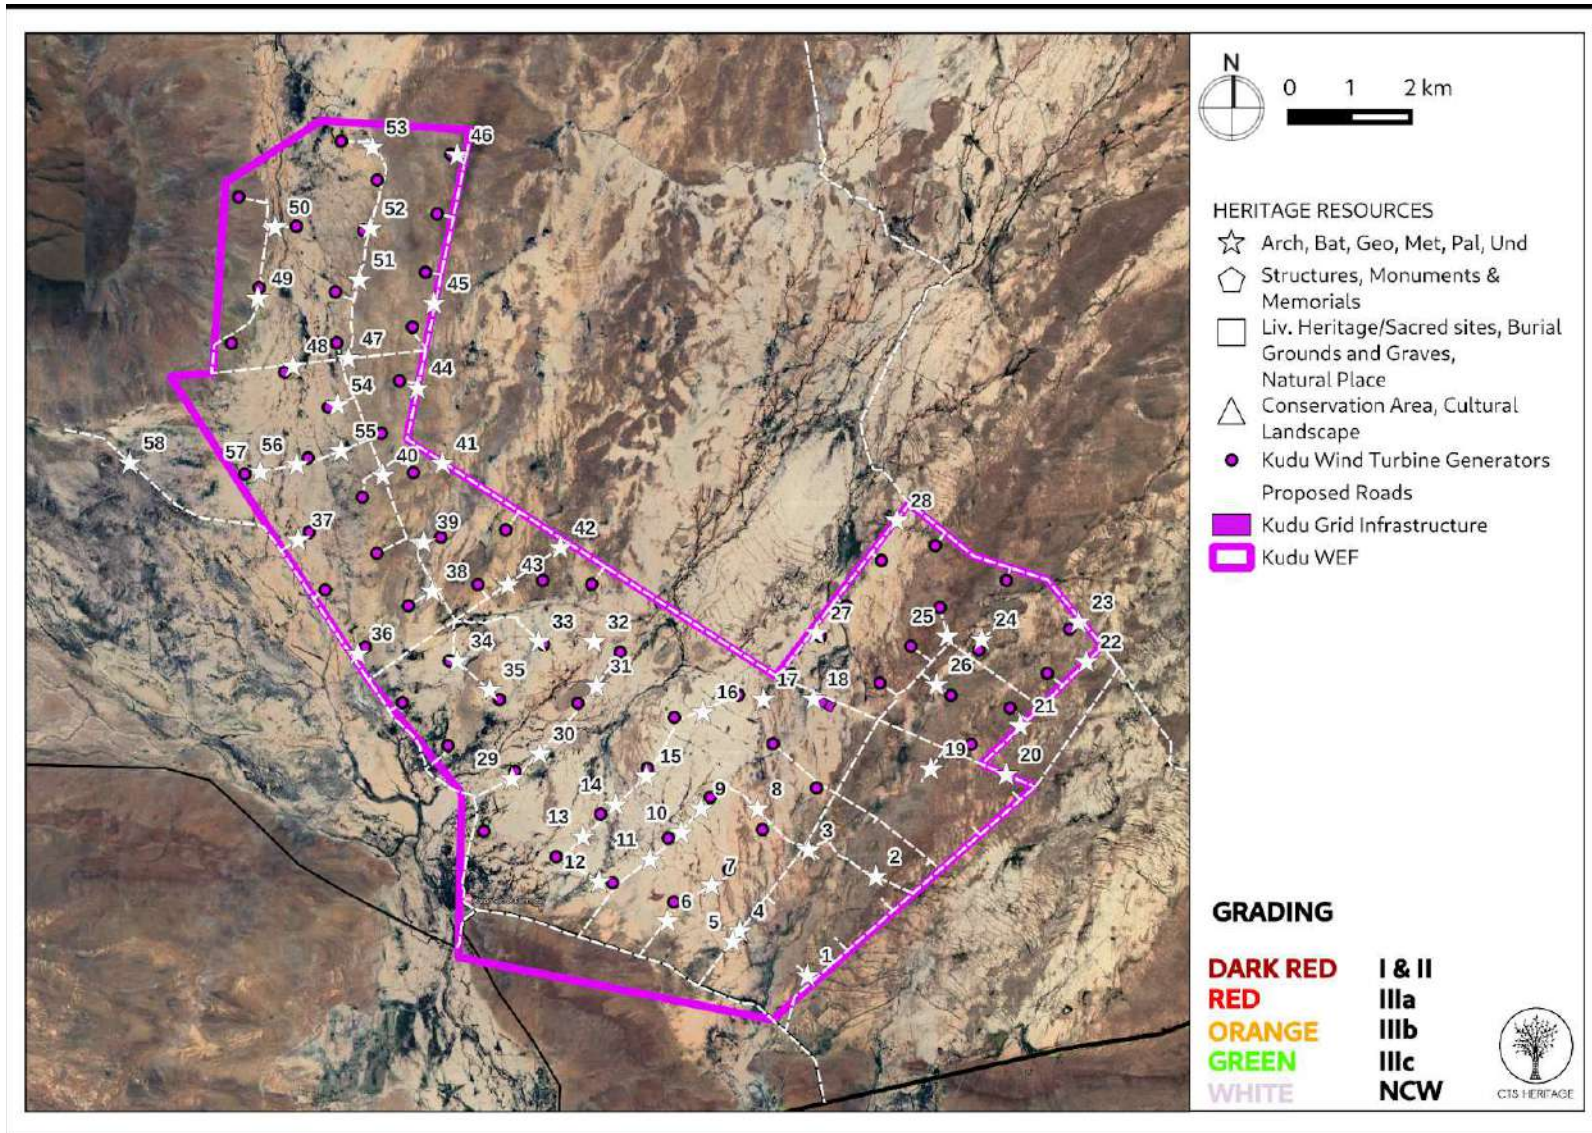 N
0 1 2 km
HERITAGE RESOURCES
Arch, Bat, Geo, Met, Pal, Und
Structures, Monuments &
Memorials
Liv. Heritage/Sacred sites, Burial
Grounds and Graves,
Natural Place
Conservation Area, Cultural
Landscape
Kudu Wind Turbine Generators
Proposed Roads
Kudu Grid Infrastructure
Kudu WEF
GRADING
DARK RED I & II
RED IIIa
ORANGE IIIb
GREEN IIIc
WHITE NCW
CTS HERITAGE
53
46
50
52
51
49
45
48
47
44
54
58
57
56
55
40
41
37
39
42
28
38
43
27
25
24
23
36
34
33
32
22
35
31
26
16
17
18
21
30
29
15
19
20
14
9
8
13
10
11
3
12
7
2
6
5
4
1